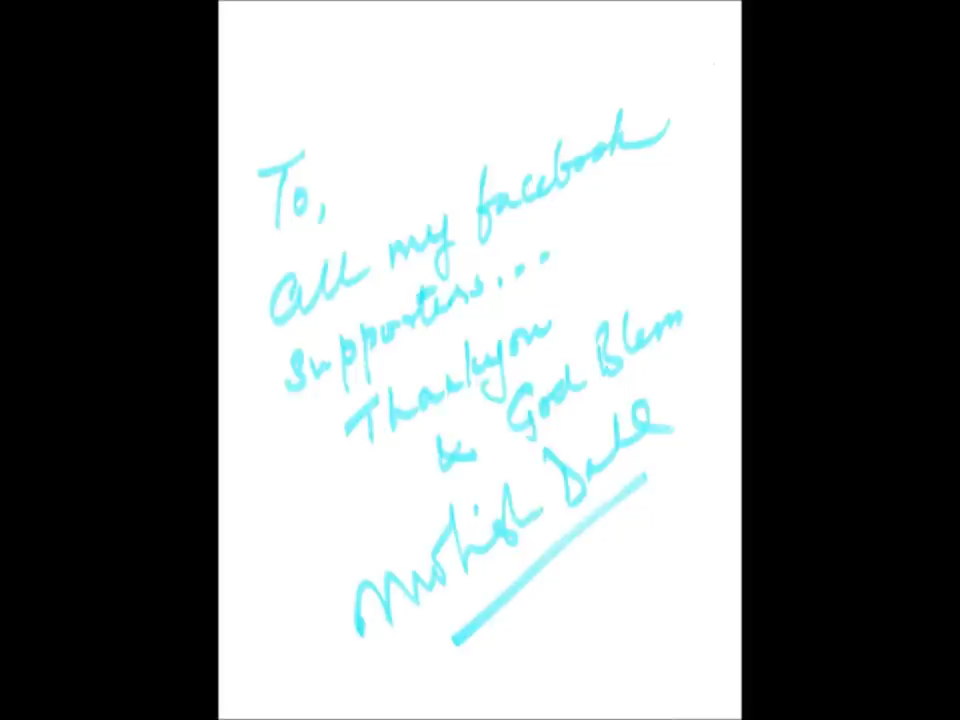 To,
All my facebook
supporters...
Thankyou
& God Bless